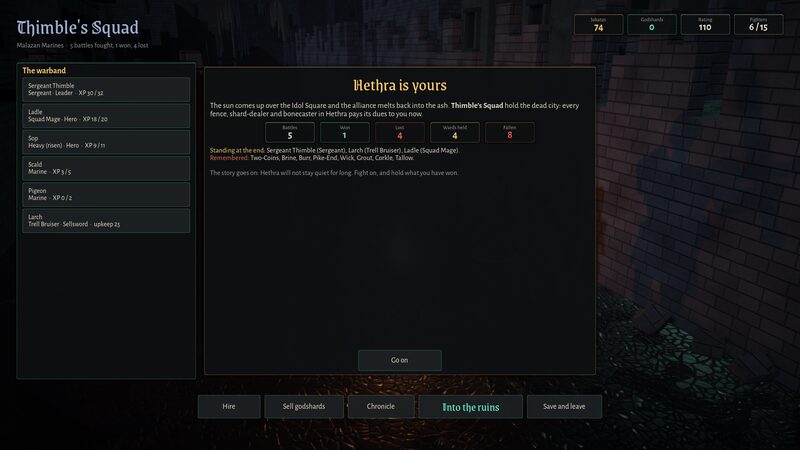 Thimble's Squad
Malazan Marines · 5 battles fought, 1 won, 4 lost
Jakatas
74
Godshards
0
Rating
110
Fighters
6 / 15
The warband
Sergeant Thimble
Sergeant · Leader · XP 30 / 32
Ladle
Squad Mage · Hero · XP 18 / 20
Sop
Heavy (risen) · Hero · XP 9 / 11
Scald
Marine · XP 3 / 5
Pigeon
Marine · XP 0 / 2
Larch
Trell Bruiser · Sellsword · upkeep 25
Hethra is yours
The sun comes up over the Idol Square and the alliance melts back into the ash. Thimble's Squad hold the dead city: every
fence, shard-dealer and bonecaster in Hethra pays its dues to you now.
Battles
5
Won
1
Lost
4
Wards held
4
Fallen
8
Standing at the end: Sergeant Thimble (Sergeant), Larch (Trell Bruiser), Ladle (Squad Mage).
Remembered: Two-Coins, Brine, Burr, Pike-End, Wick, Grout, Corkle, Tallow.
The story goes on: Hethra will not stay quiet for long. Fight on, and hold what you have won.
Go on
Hire
Sell godshards
Chronicle
Into the ruins
Save and leave